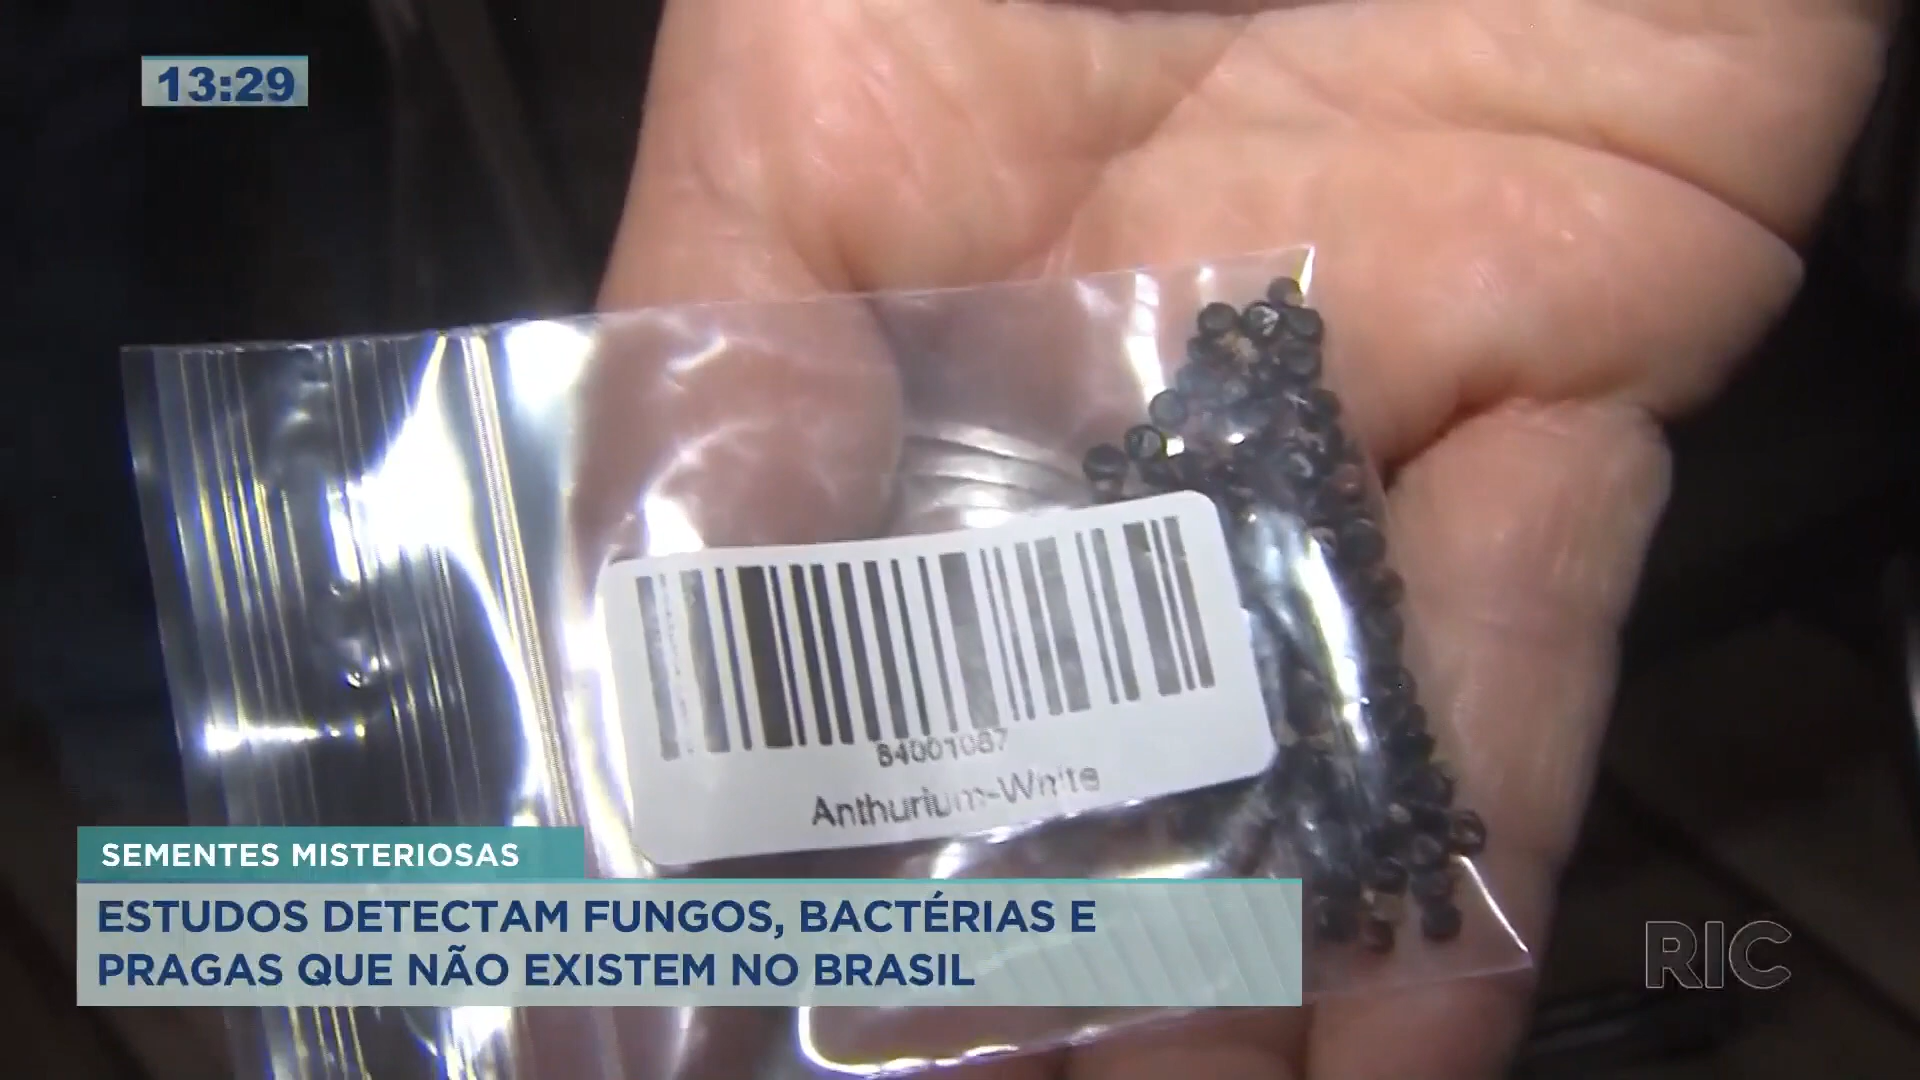 13:29
84001087
Anthurium-White
SEMENTES MISTERIOSAS
ESTUDOS DETECTAM FUNGOS, BACTÉRIAS E
PRAGAS QUE NÃO EXISTEM NO BRASIL
RIC